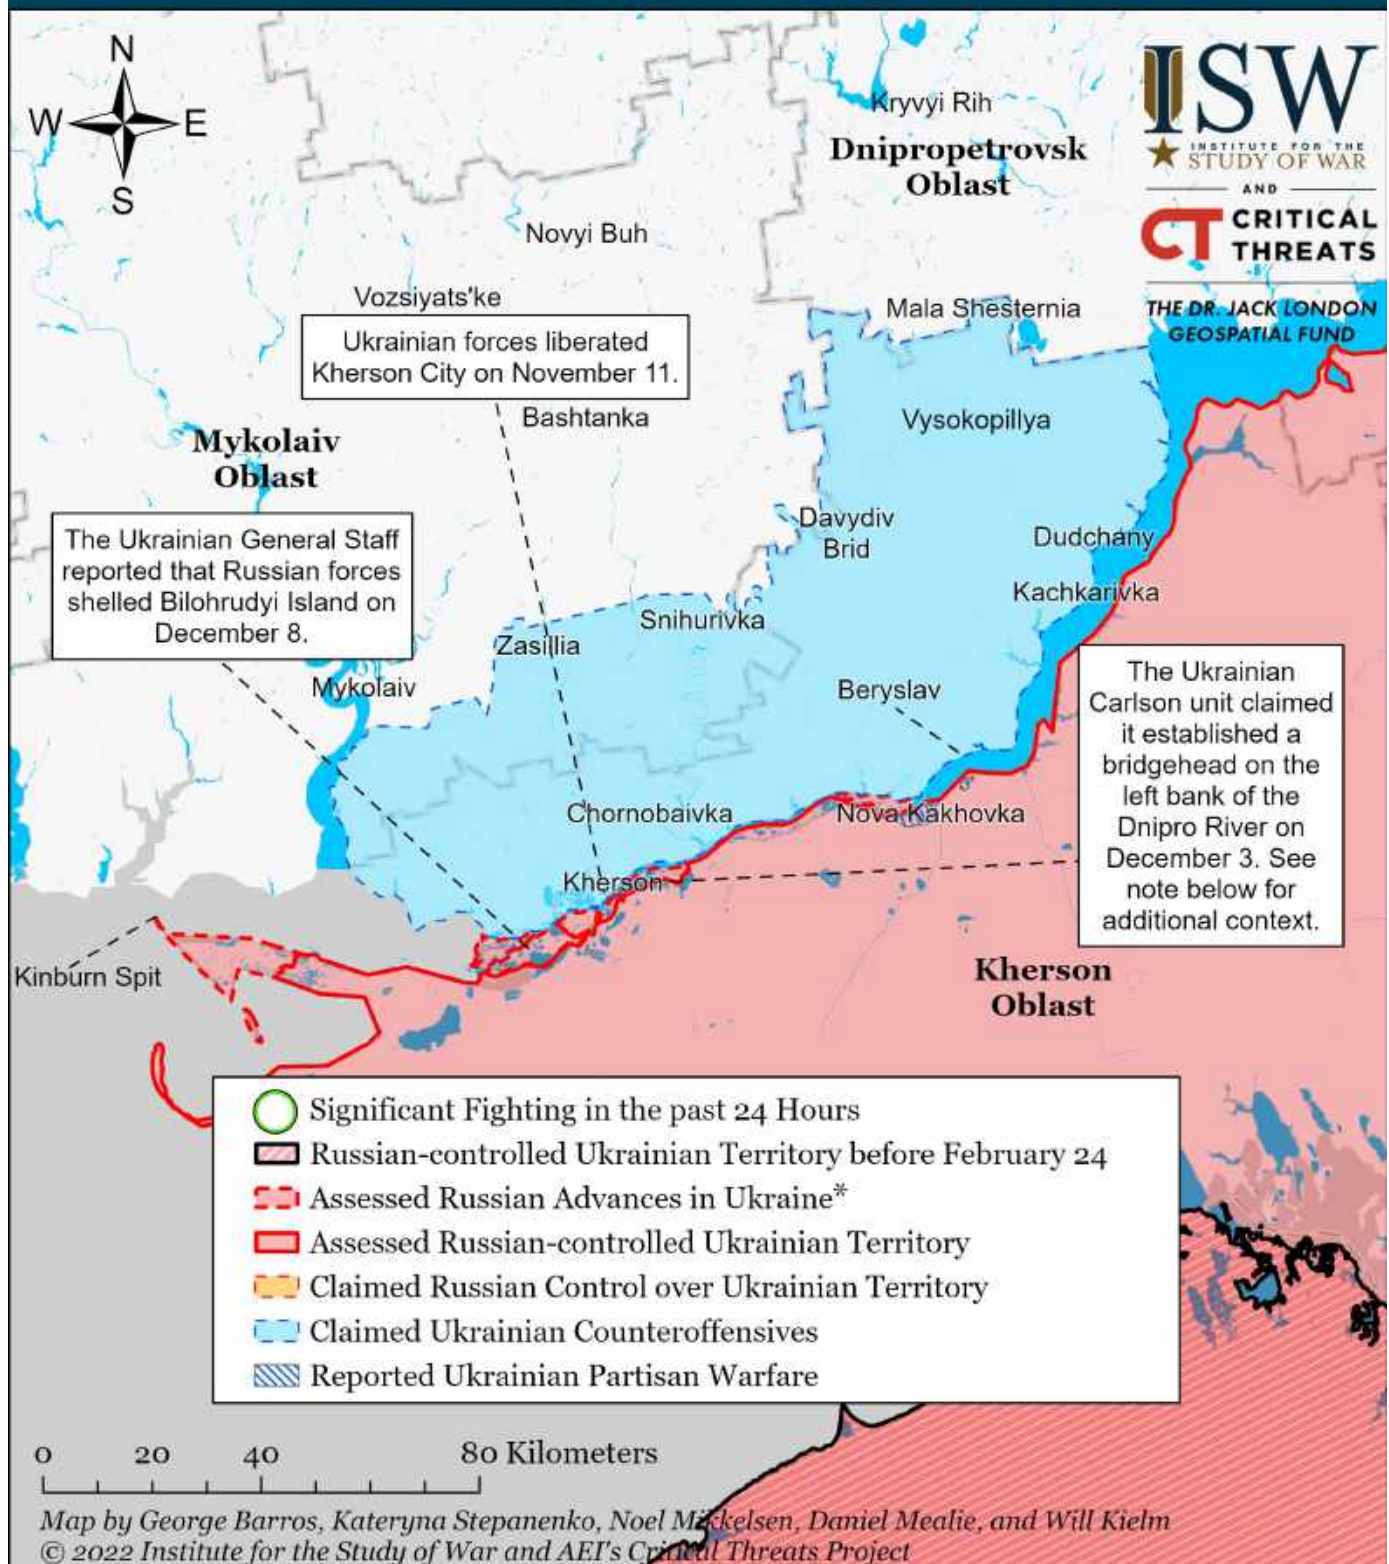 N
W E
S
ISW
INSTITUTE FOR THE
STUDY OF WAR
AND
CT CRITICAL
THREATS
THE DR. JACK LONDON
GEOSPATIAL FUND
Kryvyi Rih
Dnipropetrovsk
Oblast
Novyi Buh
Vozsiyats'ke
Mala Shesternia
Ukrainian forces liberated
Kherson City on November 11.
Bashtanka
Vysokopillya
Mykolaiv
Oblast
The Ukrainian General Staff
reported that Russian forces
shelled Bilohrudyi Island on
December 8.
Davydiv
Brid
Dudchany
Kachkarivka
Snihurivka
Zasillia
Mykolaiv
Beryslav
The Ukrainian
Carlson unit claimed
it established a
bridgehead on the
left bank of the
Dnipro River on
December 3. See
note below for
additional context.
Chornobaivka
Nova Kakhovka
Kherson
Kinburn Spit
Kherson
Oblast
Significant Fighting in the past 24 Hours
Russian-controlled Ukrainian Territory before February 24
Assessed Russian Advances in Ukraine*
Assessed Russian-controlled Ukrainian Territory
Claimed Russian Control over Ukrainian Territory
Claimed Ukrainian Counteroffensives
Reported Ukrainian Partisan Warfare
0 20 40 80 Kilometers
Map by George Barros, Kateryna Stepanenko, Noel Mikkelsen, Daniel Mealie, and Will Kielm
© 2022 Institute for the Study of War and AEI's Critical Threats Project